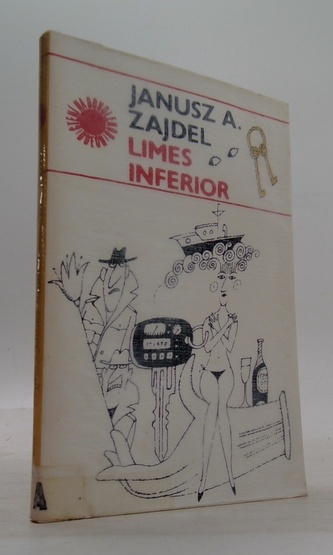 JANUSZ A.
ZAJDEL
LIMES
INFERIOR
A